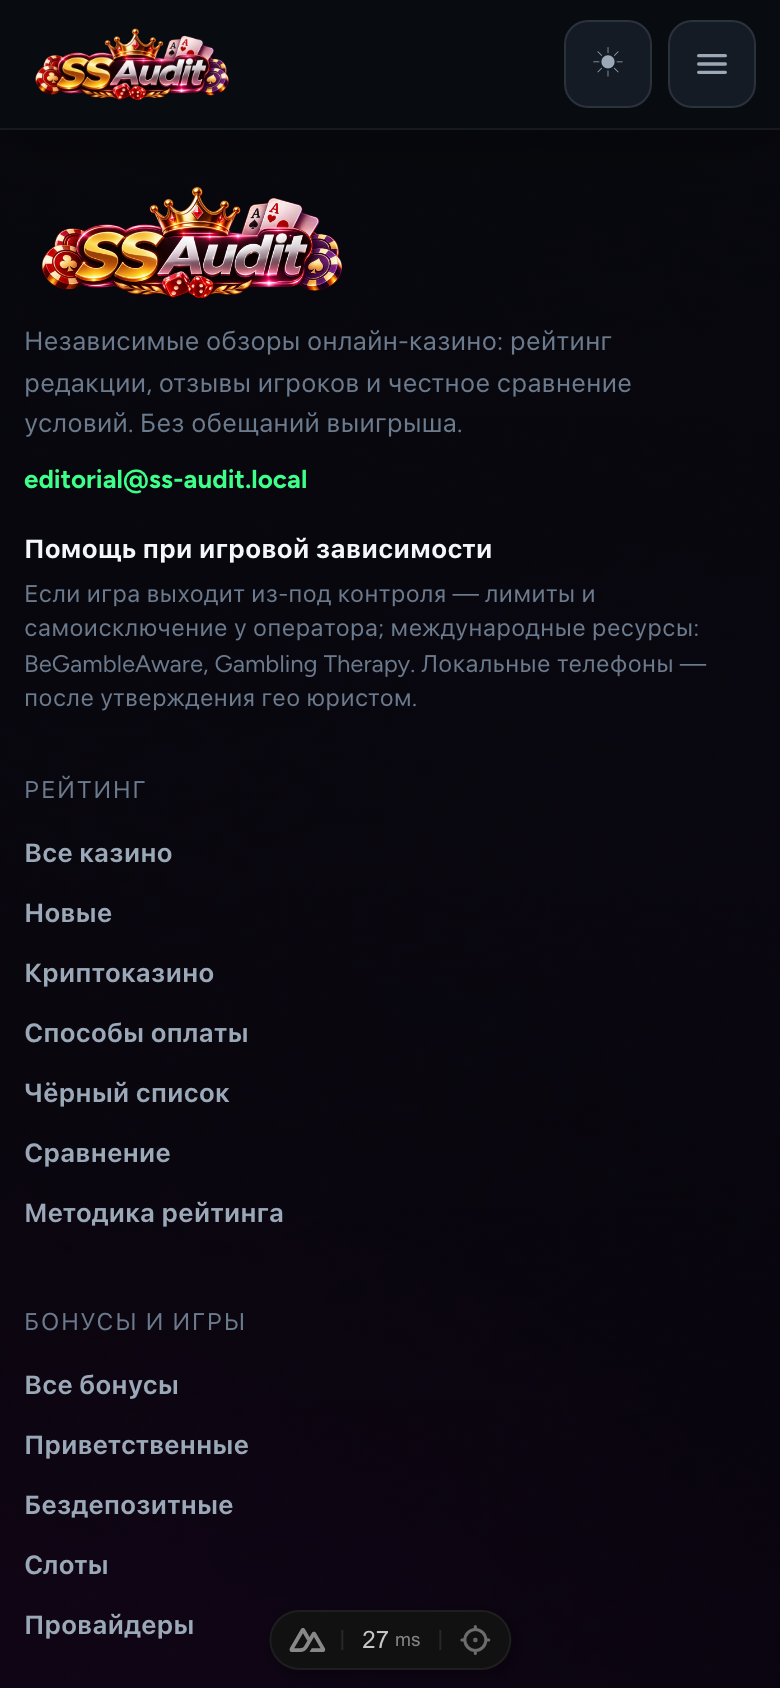 SSAudit
SSAudit
Независимые обзоры онлайн-казино: рейтинг
редакции, отзывы игроков и честное сравнение
условий. Без обещаний выигрыша.
editorial@ss-audit.local
Помощь при игровой зависимости
Если игра выходит из-под контроля — лимиты и
самоисключение у оператора; международные ресурсы:
BeGambleAware, Gambling Therapy. Локальные телефоны —
после утверждения гео юристом.
РЕЙТИНГ
Все казино
Новые
Криптоказино
Способы оплаты
Чёрный список
Сравнение
Методика рейтинга
БОНУСЫ И ИГРЫ
Все бонусы
Приветственные
Бездепозитные
Слоты
Провайдеры
27 ms